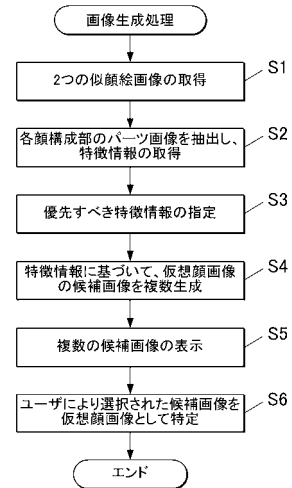 画像生成処理
S1
2つの似顔絵画像の取得
S2
各顔構成部のパーツ画像を抽出し、
特徴情報の取得
S3
優先すべき特徴情報の指定
S4
特徴情報に基づいて、仮想顔画像
の候補画像を複数生成
S5
複数の候補画像の表示
S6
ユーザにより選択された候補画像を
仮想顔画像として特定
エンド